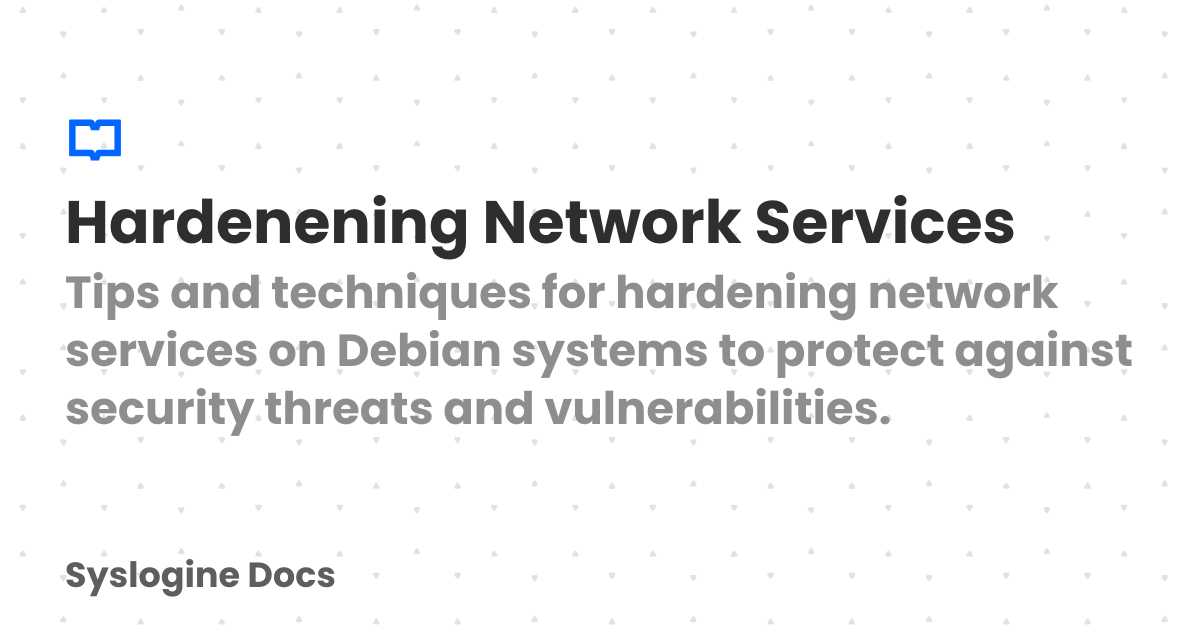 Hardenening Network Services
Tips and techniques for hardening network
services on Debian systems to protect against
security threats and vulnerabilities.
Syslogine Docs